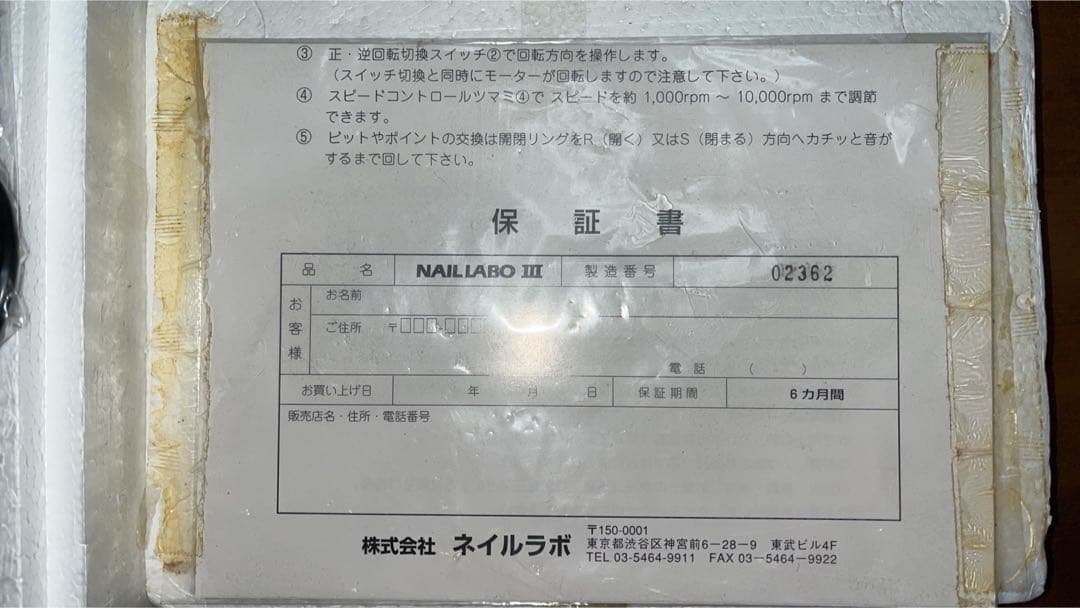 ③ 正・逆回転切換スイッチ②で回転方向を操作します。
(スイッチ切換と同時にモーターが回転しますので注意して下さい。)
④ スピードコントロールツマミ④で スピードを約 1,000rpm ～ 10,000rpm まで調節
できます。
⑤ ビットやポイントの交換は開閉リングをR（開く）又はS（閉まる）方向へカチッと音が
するまで回して下さい。
保 証 書
品 名 NAILLABO III 製造番号 02362
お客様
お名前
ご住所 〒□□□-□□
電話 ( )
お買い上げ日 年 月 日 保証期間 6カ月間
販売店名・住所・電話番号
株式会社 ネイルラボ
〒150-0001
東京都渋谷区神宮前6－28－9 東武ビル4F
TEL 03-5464-9911 FAX 03－5464－9922